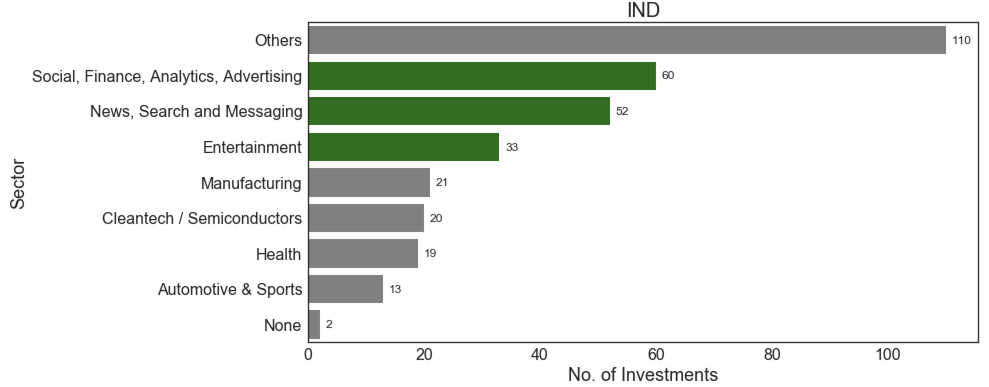 IND
Others 110
Social, Finance, Analytics, Advertising 60
News, Search and Messaging 52
Entertainment 33
Manufacturing 21
Cleantech / Semiconductors 20
Health 19
Automotive & Sports 13
None 2
Sector
0 20 40 60 80 100
No. of Investments